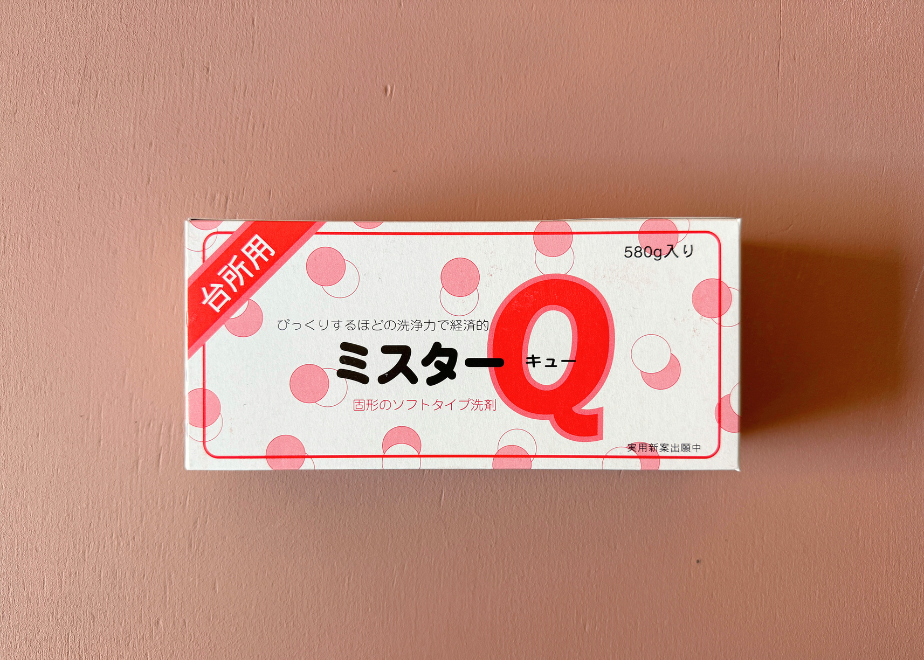 台所用
580g入り
びっくりするほどの洗浄力で経済的
ミスターQ
キュー
固形のソフトタイプ洗剤
実用新案出願中